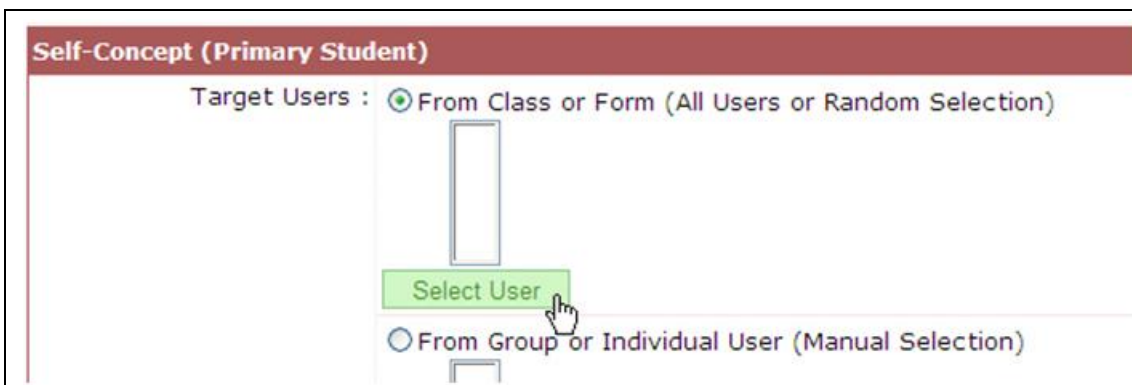 Self-Concept (Primary Student)
Target Users : From Class or Form (All Users or Random Selection)
Select User
From Group or Individual User (Manual Selection)